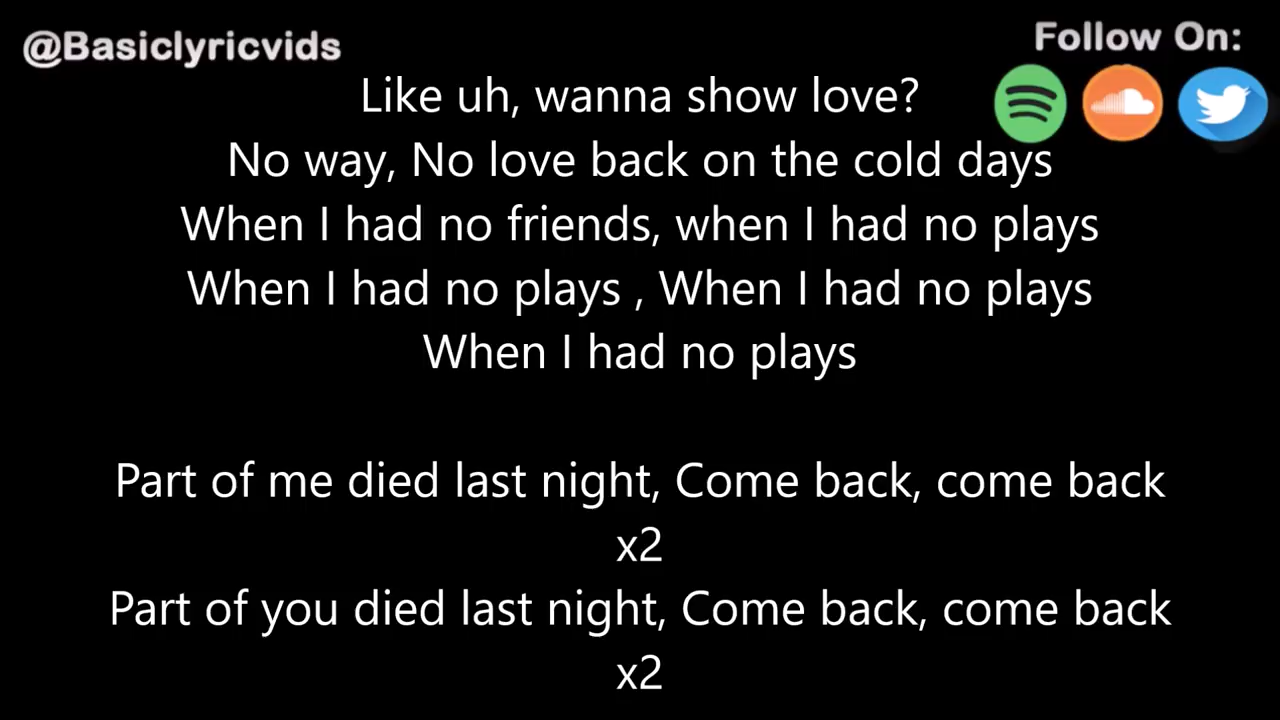 @Basiclyricvids
Follow On:
Like uh, wanna show love?
No way, No love back on the cold days
When I had no friends, when I had no plays
When I had no plays , When I had no plays
When I had no plays
Part of me died last night, Come back, come back
x2
Part of you died last night, Come back, come back
x2